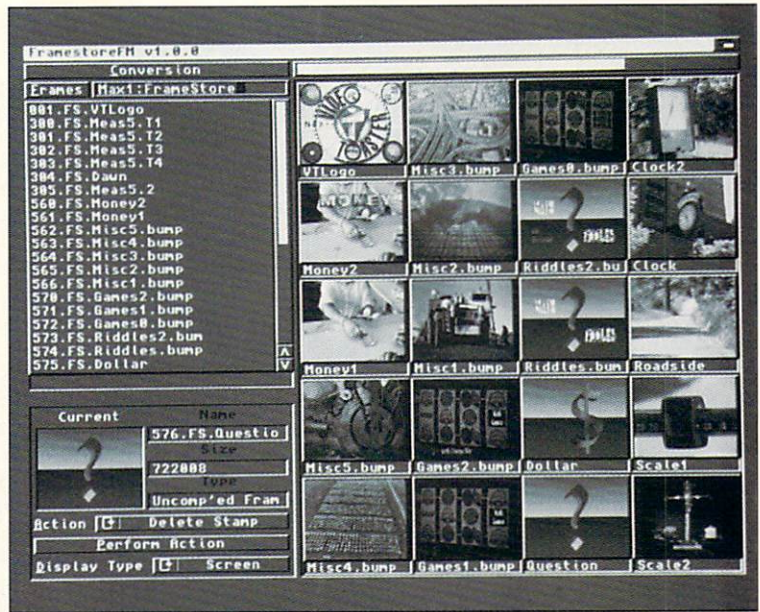 FramestoreFM v1.0.0
Conversion
Frames Max1:FrameStore
001.FS.VTLogo
300.FS.Meas5.T1
301.FS.Meas5.T2
302.FS.Meas5.T3
303.FS.Meas5.T4
304.FS.Dawn
305.FS.Meas5.2
560.FS.Money2
561.FS.Money1
562.FS.Misc5.bump
563.FS.Misc4.bump
564.FS.Misc3.bump
565.FS.Misc2.bump
566.FS.Misc1.bump
570.FS.Games2.bump
571.FS.Games1.bump
572.FS.Games0.bump
573.FS.Riddles2.bum
574.FS.Riddles.bump
575.FS.Dollar
Current
Name
576.FS.Questio
Size
722008
Type
Uncomp'ed Fram
Action Delete Stamp
Perform Action
Display Type Screen
VIDEO TOASTER
VTLogo Misc3.bump Games0.bump Clock2
MONEY
Money2 Misc2.bump Riddles2.bu Clock
Money1 Misc1.bump Riddles.bum Roadside
Misc5.bump Games2.bump Dollar Scale1
Misc4.bump Games1.bump Question Scale2